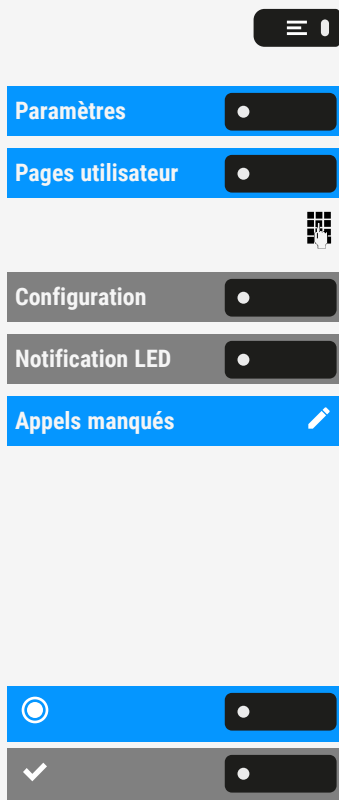 Paramètres
Pages utilisateur
Configuration
Notification LED
Appels manqués